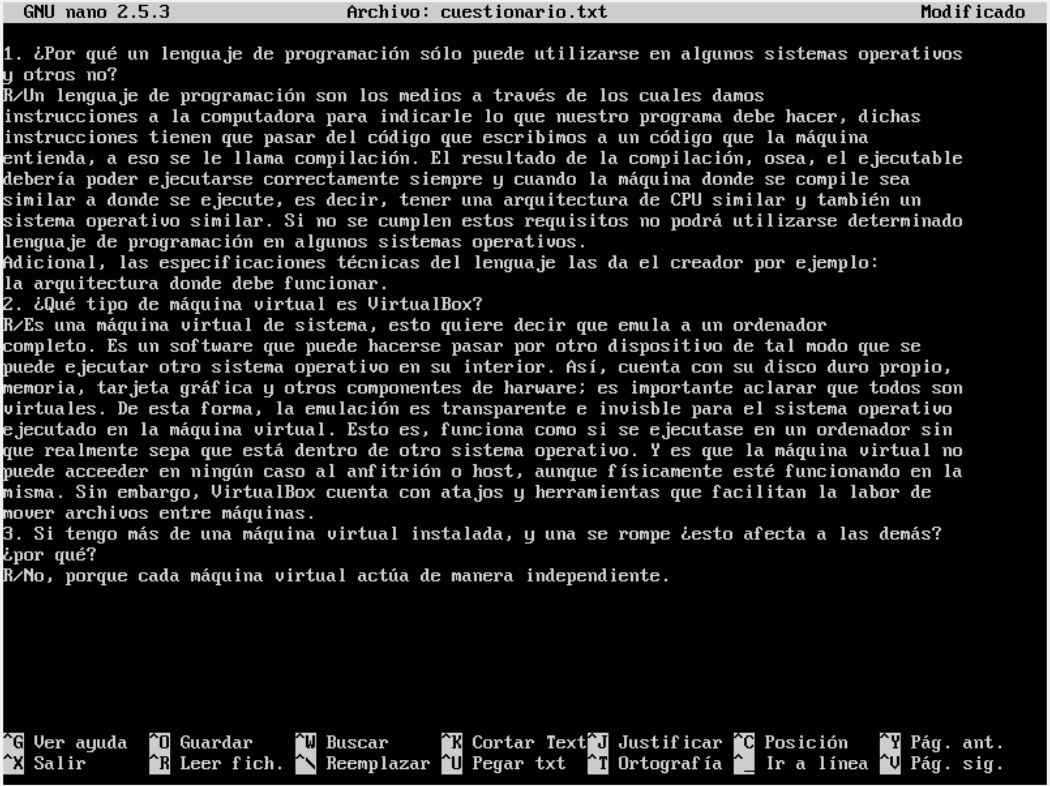 GNU nano 2.5.3 Archivo: cuestionario.txt Modificado
1. ¿Por qué un lenguaje de programación sólo puede utilizarse en algunos sistemas operativos
y otros no?
R/Un lenguaje de programación son los medios a través de los cuales damos
instrucciones a la computadora para indicarle lo que nuestro programa debe hacer, dichas
instrucciones tienen que pasar del código que escribimos a un código que la máquina
entienda, a eso se le llama compilación. El resultado de la compilación, osea, el ejecutable
debería poder ejecutarse correctamente siempre y cuando la máquina donde se compile sea
similar a donde se ejecute, es decir, tener una arquitectura de CPU similar y también un
sistema operativo similar. Si no se cumplen estos requisitos no podrá utilizarse determinado
lenguaje de programación en algunos sistemas operativos.
Adicional, las especificaciones técnicas del lenguaje las da el creador por ejemplo:
la arquitectura donde debe funcionar.
2. ¿Qué tipo de máquina virtual es VirtualBox?
R/Es una máquina virtual de sistema, esto quiere decir que emula a un ordenador
completo. Es un software que puede hacerse pasar por otro dispositivo de tal modo que se
puede ejecutar otro sistema operativo en su interior. Así, cuenta con su disco duro propio,
memoria, tarjeta gráfica y otros componentes de harware; es importante aclarar que todos son
virtuales. De esta forma, la emulación es transparente e invisble para el sistema operativo
ejecutado en la máquina virtual. Esto es, funciona como si se ejecutase en un ordenador sin
que realmente sepa que está dentro de otro sistema operativo. Y es que la máquina virtual no
puede acceeder en ningún caso al anfitrión o host, aunque físicamente esté funcionando en la
misma. Sin embargo, VirtualBox cuenta con atajos y herramientas que facilitan la labor de
mover archivos entre máquinas.
3. Si tengo más de una máquina virtual instalada, y una se rompe ¿esto afecta a las demás?
¿por qué?
R/No, porque cada máquina virtual actúa de manera independiente.
^G Ver ayuda ^O Guardar ^W Buscar ^K Cortar Text ^J Justificar ^C Posición ^Y Pág. ant.
^X Salir ^R Leer fich. ^\ Reemplazar ^U Pegar txt ^T Ortografía ^_ Ir a línea ^V Pág. sig.